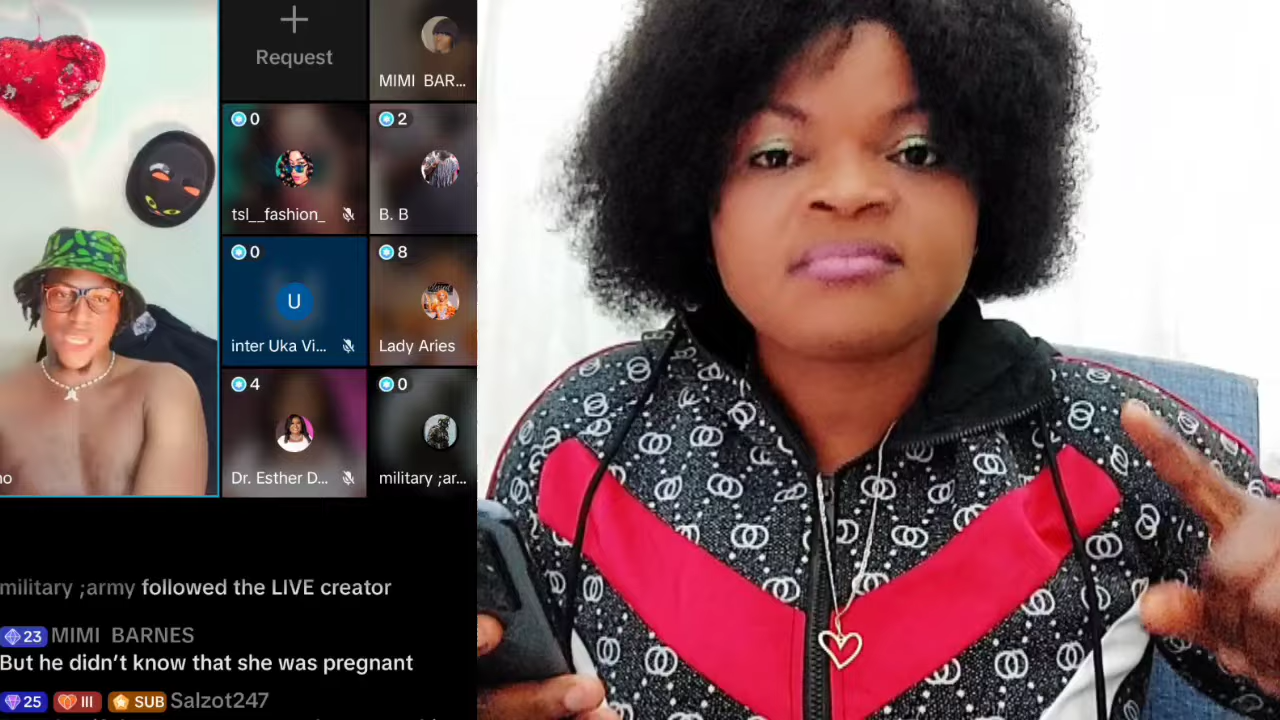 Request
MIMI BAR...
0
2
tsl__fashion_
B. B
0
8
U
inter Uka Vi...
Lady Aries
4
0
Dr. Esther D...
military ;ar...
military ;army followed the LIVE creator
23 MIMI BARNES
But he didn't know that she was pregnant
25 III SUB Salzot247